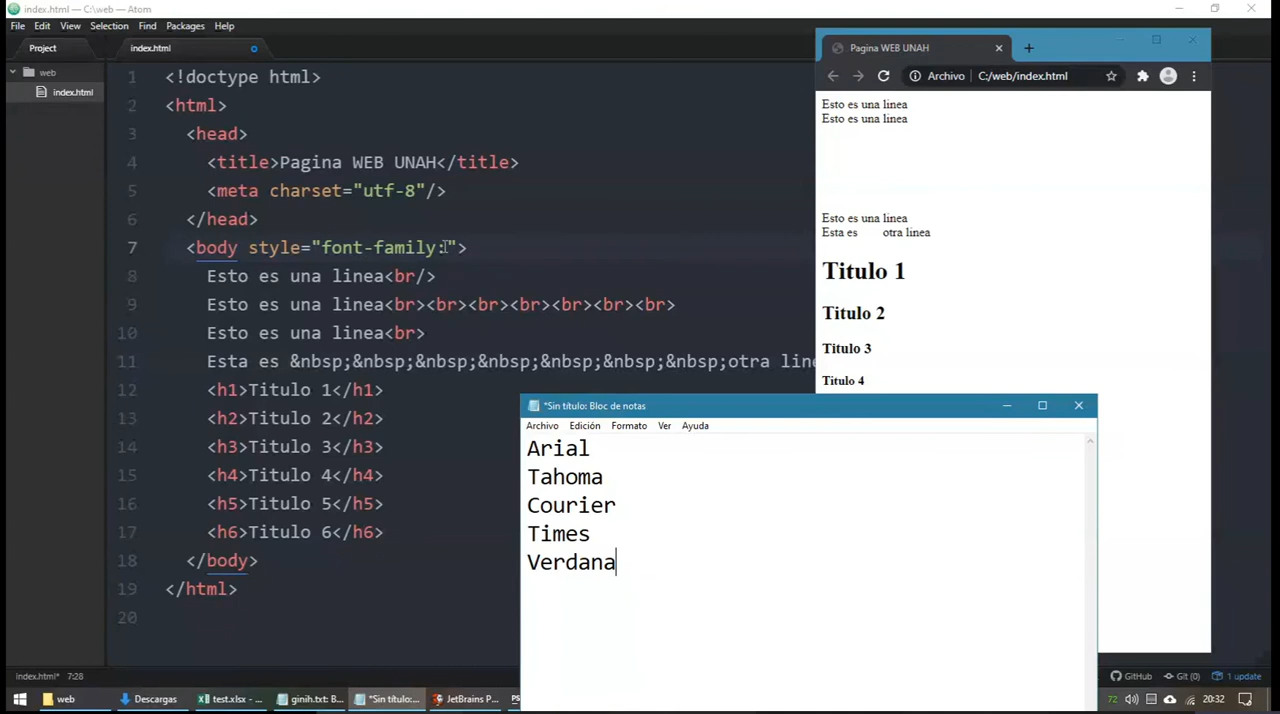 index.html — C:\web — Atom
File Edit View Selection Find Packages Help
Project
index.html
web
index.html
1 <!doctype html>
2 <html>
3 <head>
4 <title>Pagina WEB UNAH</title>
5 <meta charset="utf-8"/>
6 </head>
7 <body style="font-family:">
8 Esto es una linea<br/>
9 Esto es una linea<br><br><br><br><br><br>
10 Esto es una linea<br>
11 Esta es &nbsp;&nbsp;&nbsp;&nbsp;&nbsp;&nbsp;&nbsp;otra line
12 <h1>Titulo 1</h1>
13 <h2>Titulo 2</h2>
14 <h3>Titulo 3</h3>
15 <h4>Titulo 4</h4>
16 <h5>Titulo 5</h5>
17 <h6>Titulo 6</h6>
18 </body>
19 </html>
20
Pagina WEB UNAH
Archivo C:/web/index.html
Esto es una linea
Esto es una linea
Esto es una linea
Esta es otra linea
Titulo 1
Titulo 2
Titulo 3
Titulo 4
*Sin título: Bloc de notas
Archivo Edición Formato Ver Ayuda
Arial
Tahoma
Courier
Times
Verdana
index.html* 7:28
GitHub Git (0) 1 update
web Descargas test.xlsx - ... ginih.txt: B... *Sin título:... JetBrains P... PS
72 20:32